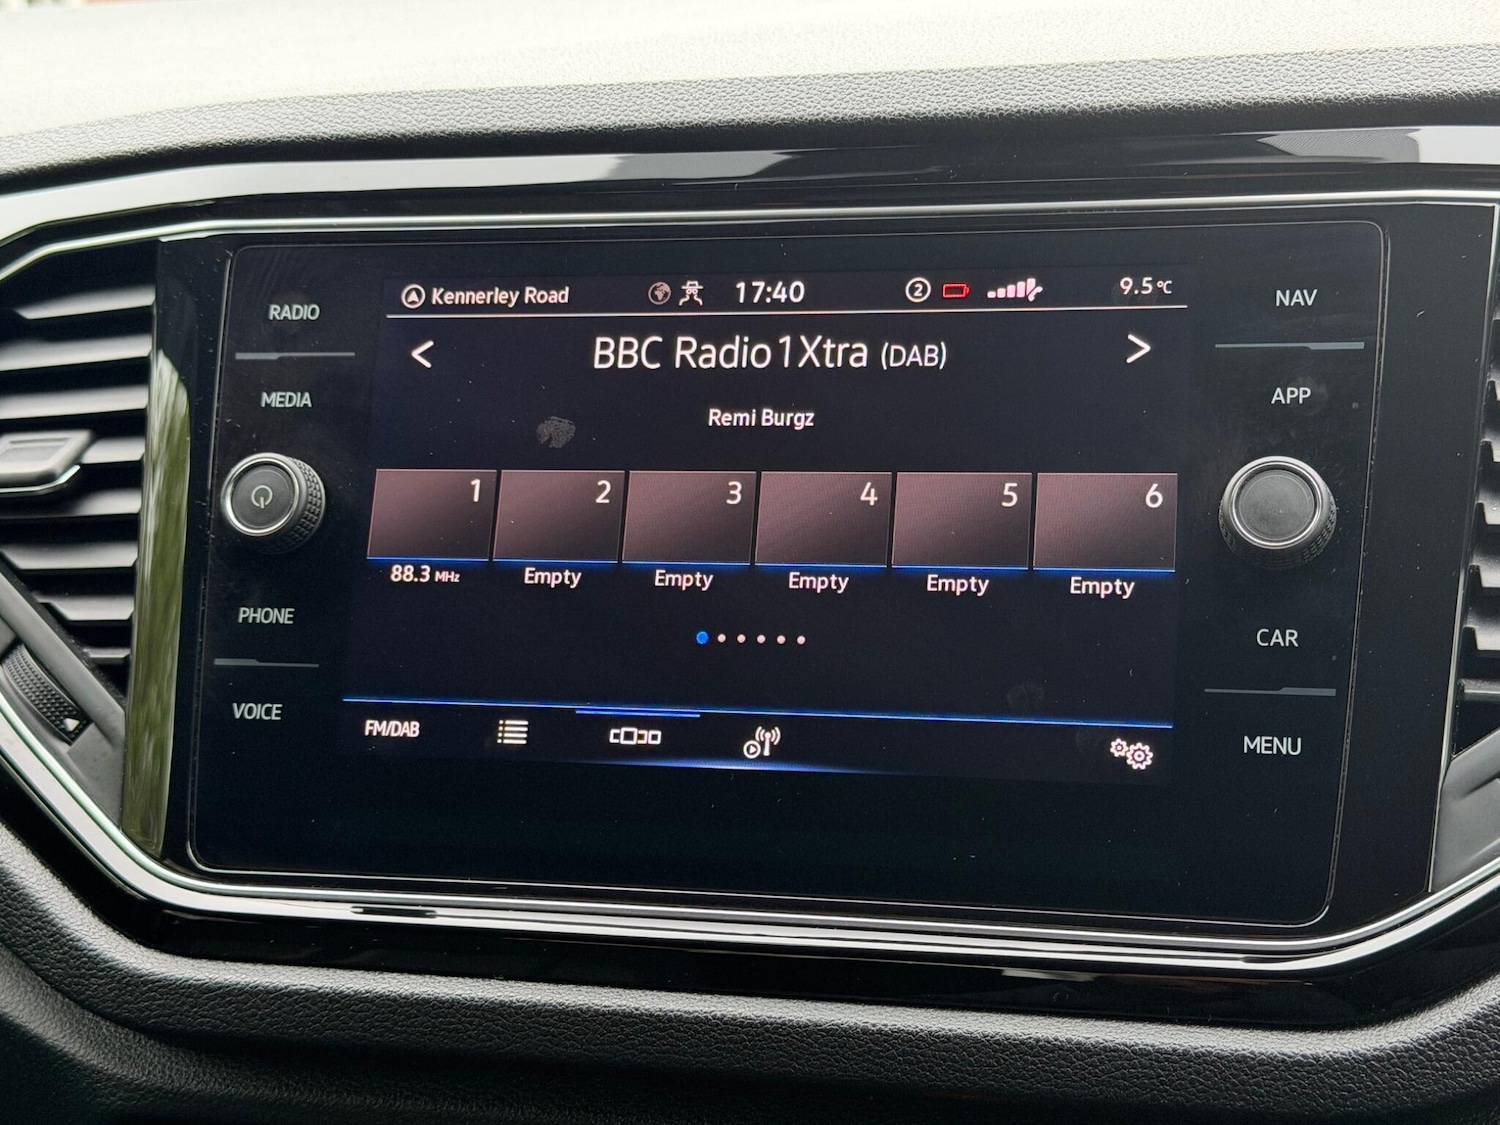 RADIO
MEDIA
PHONE
VOICE
Kennerley Road
17:40
2
9.5°C
< BBC Radio 1Xtra (DAB) >
Remi Burgz
1 2 3 4 5 6
88.3 MHz Empty Empty Empty Empty Empty
FM/DAB
NAV
APP
CAR
MENU